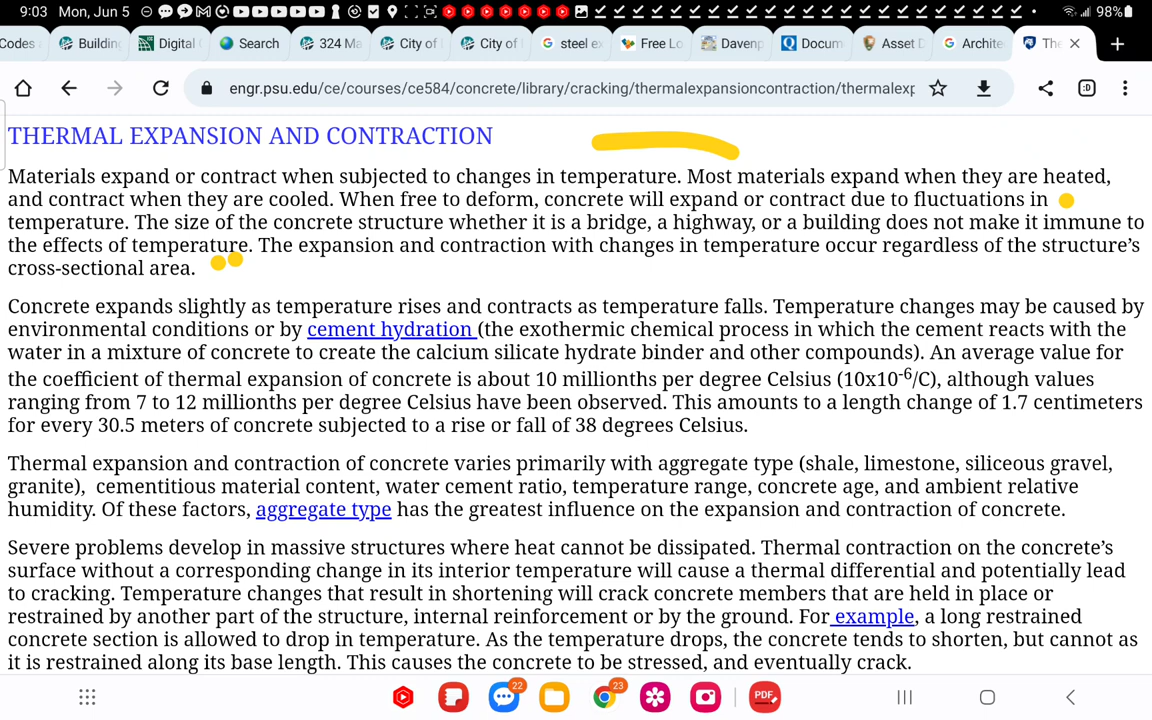 9:03 Mon, Jun 5 98%
Codes Buildin Digital Search 324 Ma City of City of steel ex Free Lo Davenp Docum Asset D Archite The
engr.psu.edu/ce/courses/ce584/concrete/library/cracking/thermalexpansioncontraction/thermalexp
THERMAL EXPANSION AND CONTRACTION
Materials expand or contract when subjected to changes in temperature. Most materials expand when they are heated,
and contract when they are cooled. When free to deform, concrete will expand or contract due to fluctuations in
temperature. The size of the concrete structure whether it is a bridge, a highway, or a building does not make it immune to
the effects of temperature. The expansion and contraction with changes in temperature occur regardless of the structure’s
cross-sectional area.
Concrete expands slightly as temperature rises and contracts as temperature falls. Temperature changes may be caused by
environmental conditions or by cement hydration (the exothermic chemical process in which the cement reacts with the
water in a mixture of concrete to create the calcium silicate hydrate binder and other compounds). An average value for
the coefficient of thermal expansion of concrete is about 10 millionths per degree Celsius (10x10⁻⁶/C), although values
ranging from 7 to 12 millionths per degree Celsius have been observed. This amounts to a length change of 1.7 centimeters
for every 30.5 meters of concrete subjected to a rise or fall of 38 degrees Celsius.
Thermal expansion and contraction of concrete varies primarily with aggregate type (shale, limestone, siliceous gravel,
granite), cementitious material content, water cement ratio, temperature range, concrete age, and ambient relative
humidity. Of these factors, aggregate type has the greatest influence on the expansion and contraction of concrete.
Severe problems develop in massive structures where heat cannot be dissipated. Thermal contraction on the concrete’s
surface without a corresponding change in its interior temperature will cause a thermal differential and potentially lead
to cracking. Temperature changes that result in shortening will crack concrete members that are held in place or
restrained by another part of the structure, internal reinforcement or by the ground. For example, a long restrained
concrete section is allowed to drop in temperature. As the temperature drops, the concrete tends to shorten, but cannot as
it is restrained along its base length. This causes the concrete to be stressed, and eventually crack.
22 23 PDF